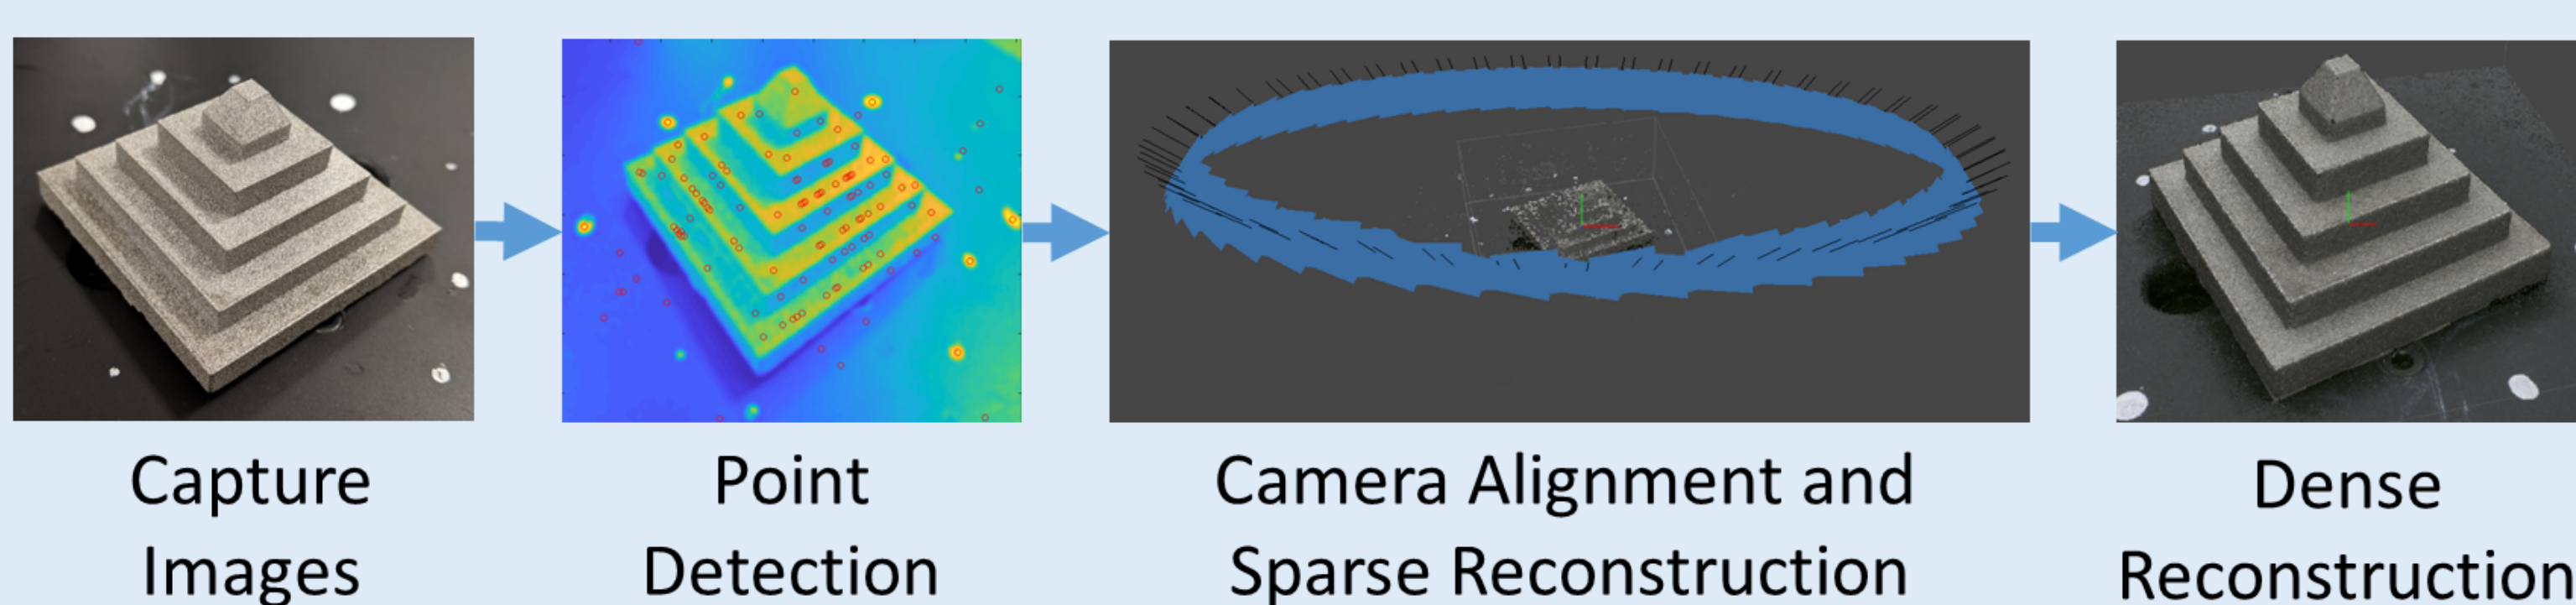 Capture
Images
Point
Detection
Camera Alignment and
Sparse Reconstruction
Dense
Reconstruction